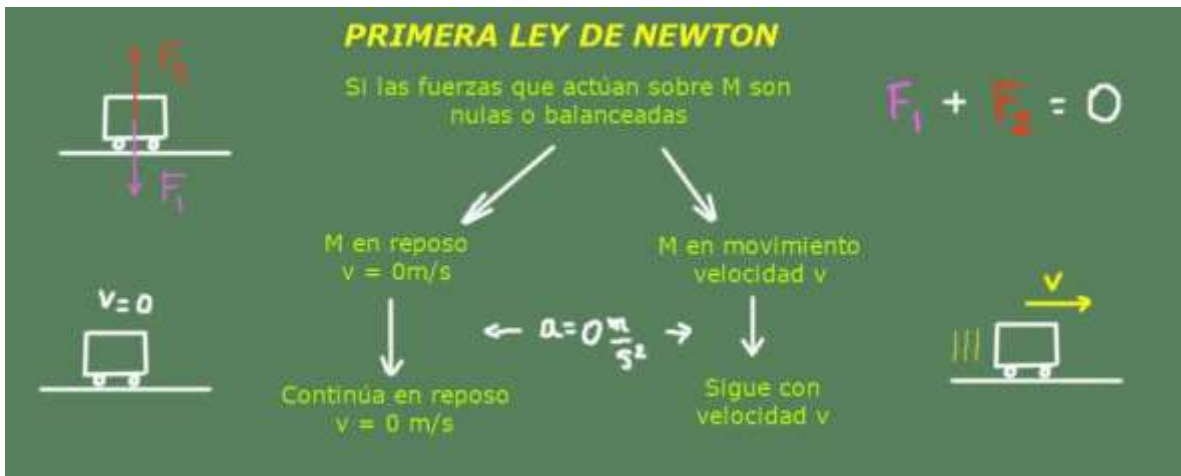 PRIMERA LEY DE NEWTON
Si las fuerzas que actúan sobre M son
nulas o balanceadas
F₂
F₁
F₁ + F₂ = 0
M en reposo
v = 0m/s
M en movimiento
velocidad v
v=0
← a=0 m/s² →
v
Continúa en reposo
v = 0 m/s
Sigue con
velocidad v